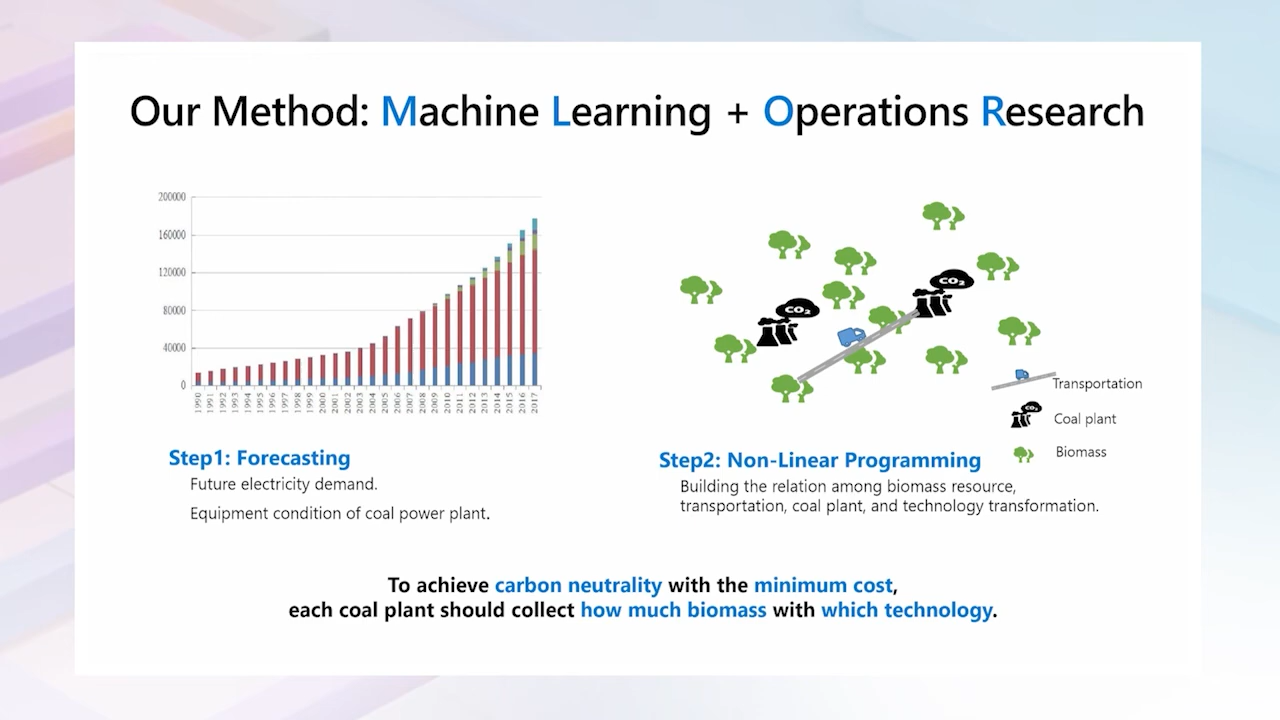 Our Method: Machine Learning + Operations Research
200000
160000
120000
80000
40000
0
1990 1991 1992 1993 1994 1995 1996 1997 1998 1999 2000 2001 2002 2003 2004 2005 2006 2007 2008 2009 2010 2011 2012 2013 2014 2015 2016 2017
CO2
CO2
CO2
Transportation
Coal plant
Biomass
Step1: Forecasting
Future electricity demand.
Equipment condition of coal power plant.
Step2: Non-Linear Programming
Building the relation among biomass resource,
transportation, coal plant, and technology transformation.
To achieve carbon neutrality with the minimum cost,
each coal plant should collect how much biomass with which technology.